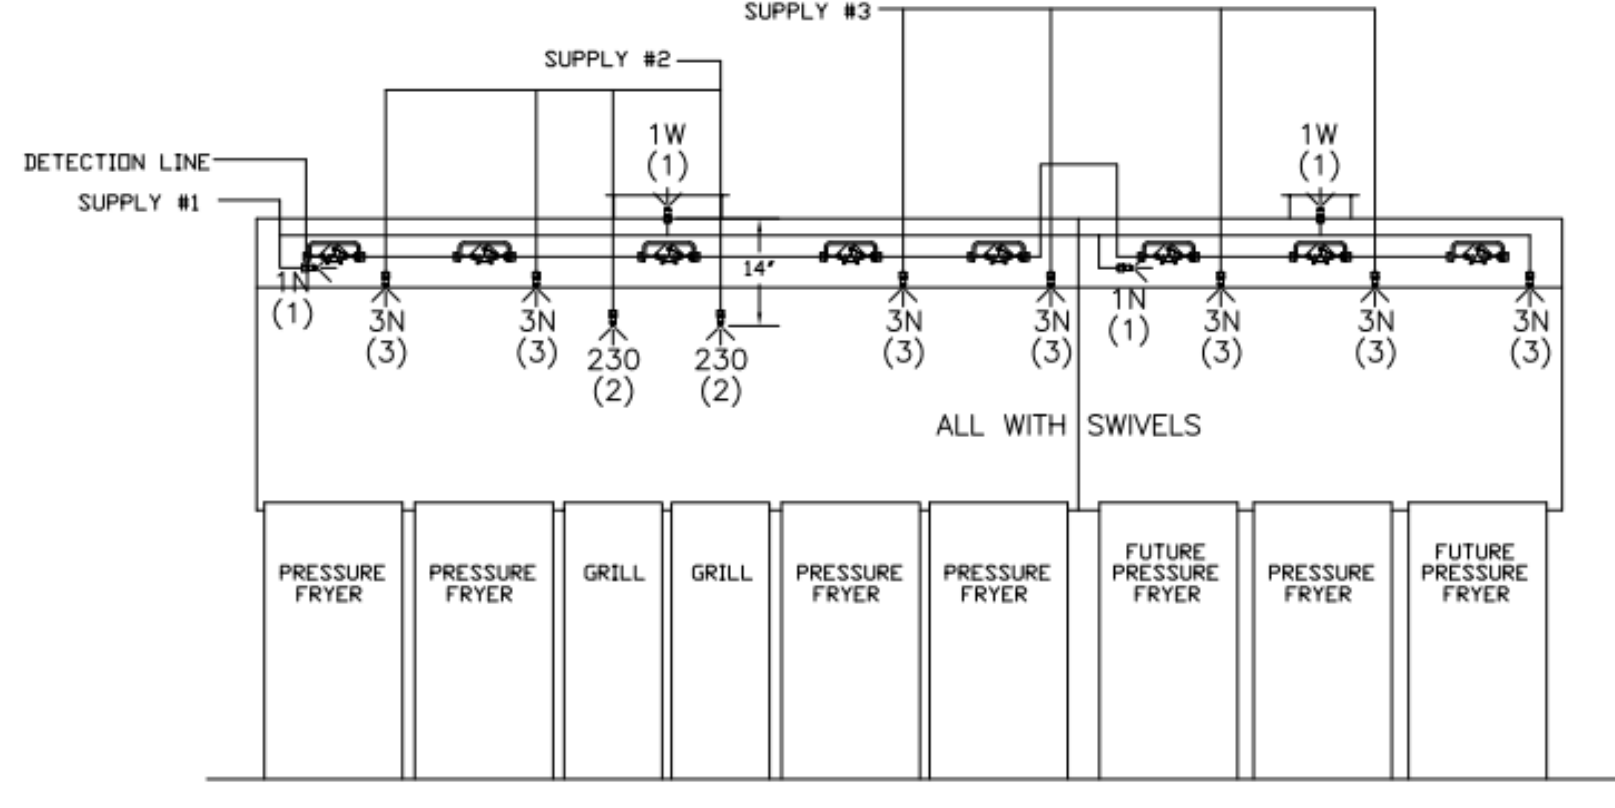 SUPPLY #3
SUPPLY #2
1W
(1)
1W
(1)
DETECTION LINE
SUPPLY #1
14"
1N
(1)
3N
(3)
3N
(3)
230
(2)
230
(2)
3N
(3)
3N
(3)
1N
(1)
3N
(3)
3N
(3)
3N
(3)
ALL WITH SWIVELS
PRESSURE
FRYER
PRESSURE
FRYER
GRILL
GRILL
PRESSURE
FRYER
PRESSURE
FRYER
FUTURE
PRESSURE
FRYER
PRESSURE
FRYER
FUTURE
PRESSURE
FRYER